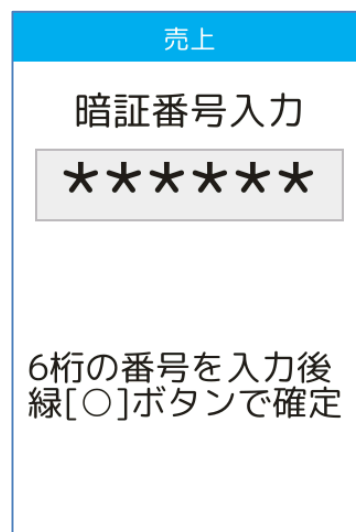 売上
暗証番号入力
******
6桁の番号を入力後
緑[○]ボタンで確定